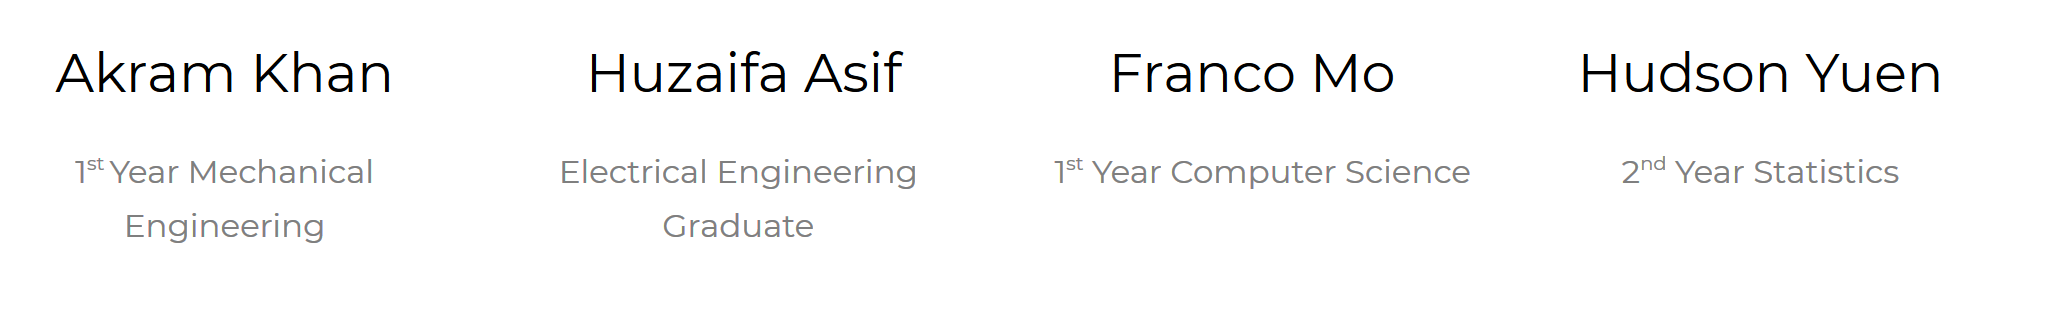 Akram Khan
1st Year Mechanical
Engineering
Huzaifa Asif
Electrical Engineering
Graduate
Franco Mo
1st Year Computer Science
Hudson Yuen
2nd Year Statistics